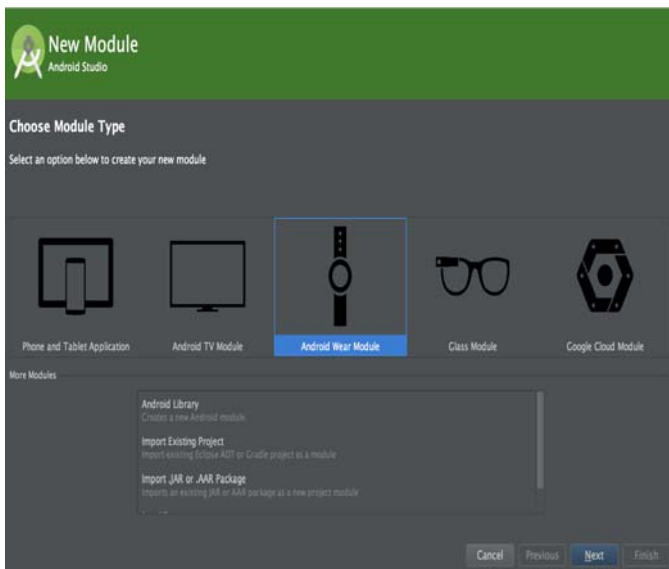 New Module
Android Studio
Choose Module Type
Select an option below to create your new module
Phone and Tablet Application
Android TV Module
Android Wear Module
Glass Module
Google Cloud Module
More Modules
Android Library
Creates a new Android module.
Import Existing Project
Import existing Eclipse ADT or Gradle project as a module
Import .JAR or .AAR Package
Imports an existing JAR or AAR package as a new project module
Cancel
Previous
Next
Finish